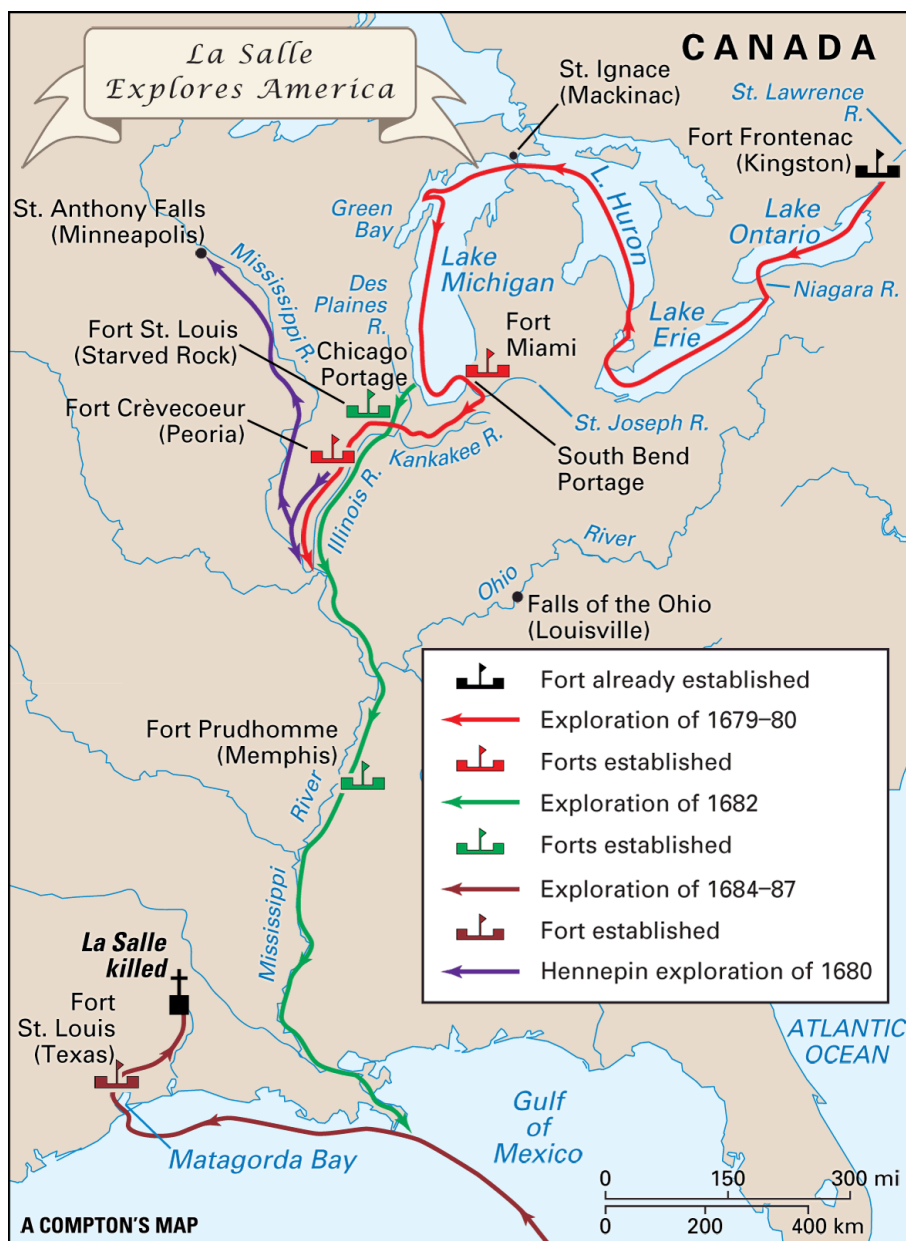 La Salle
Explores America
CANADA
St. Ignace
(Mackinac)
St. Lawrence
R.
Fort Frontenac
(Kingston)
St. Anthony Falls
(Minneapolis)
Green
Bay
L. Huron
Lake
Ontario
Mississippi R.
Lake
Michigan
Niagara R.
Des
Plaines
R.
Lake
Erie
Fort St. Louis
(Starved Rock)
Chicago
Portage
Fort
Miami
Fort Crèvecoeur
(Peoria)
St. Joseph R.
Kankakee R.
South Bend
Portage
Illinois R.
Ohio
River
Falls of the Ohio
(Louisville)
Fort Prudhomme
(Memphis)
Mississippi
River
Fort already established
Exploration of 1679–80
Forts established
Exploration of 1682
Forts established
Exploration of 1684–87
Fort established
Hennepin exploration of 1680
La Salle
killed
Fort
St. Louis
(Texas)
ATLANTIC
OCEAN
Gulf
of
Mexico
Matagorda Bay
0 150 300 mi
0 200 400 km
A COMPTON'S MAP